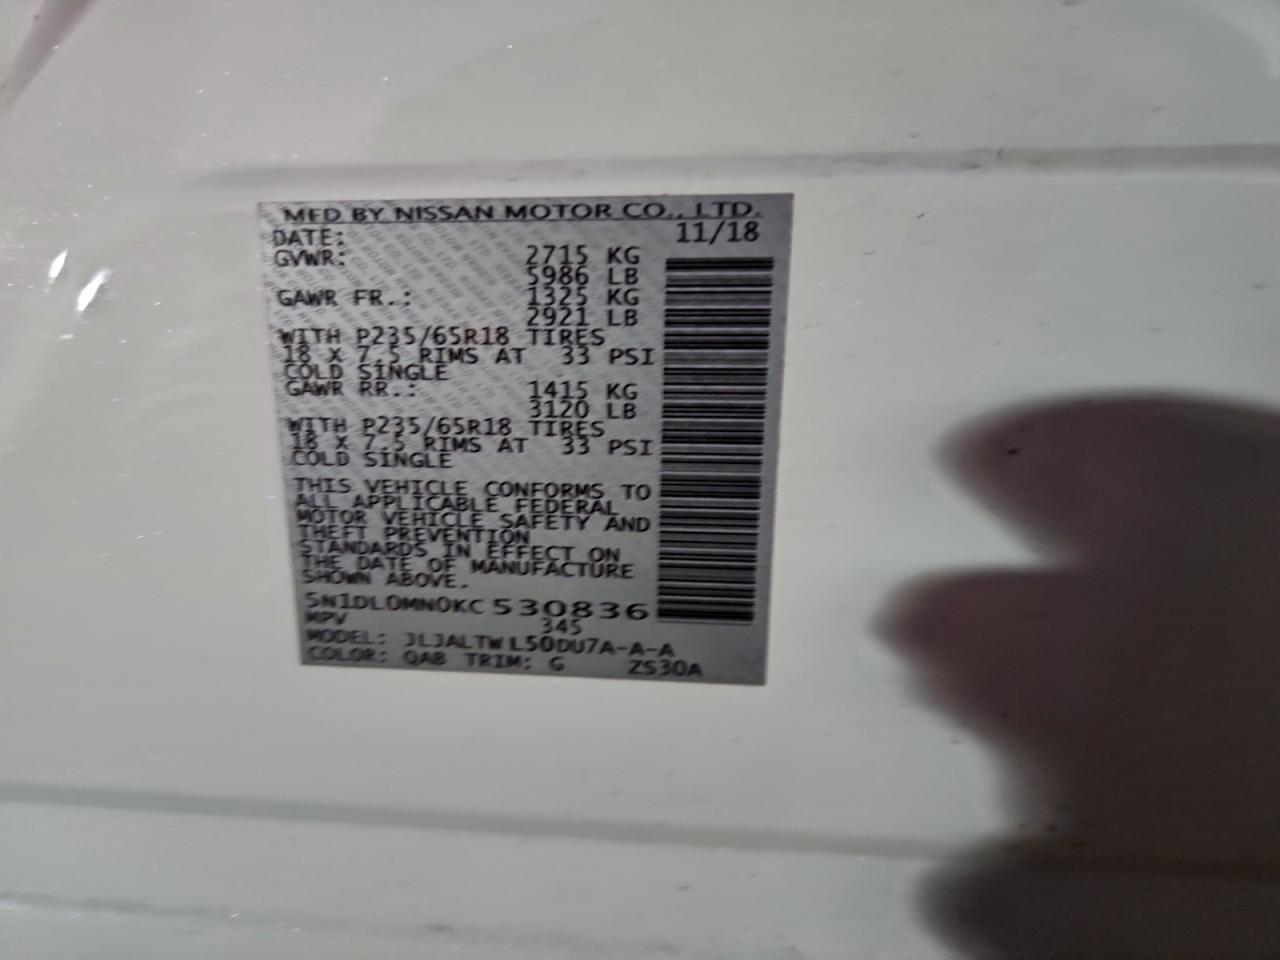 MFD BY NISSAN MOTOR CO., LTD.
DATE: 11/18
GVWR: 2715 KG
5986 LB
GAWR FR.: 1325 KG
2921 LB
WITH P235/65R18 TIRES
18 X 7.5 RIMS AT 33 PSI
COLD SINGLE
GAWR RR.: 1415 KG
3120 LB
WITH P235/65R18 TIRES
18 X 7.5 RIMS AT 33 PSI
COLD SINGLE
THIS VEHICLE CONFORMS TO
ALL APPLICABLE FEDERAL
MOTOR VEHICLE SAFETY AND
THEFT PREVENTION
STANDARDS IN EFFECT ON
THE DATE OF MANUFACTURE
SHOWN ABOVE.
5N1DL0MN0KC530836
MPV 345
MODEL: JLJALTWL50DU7A-A-A
COLOR: QAB TRIM: G ZS30A